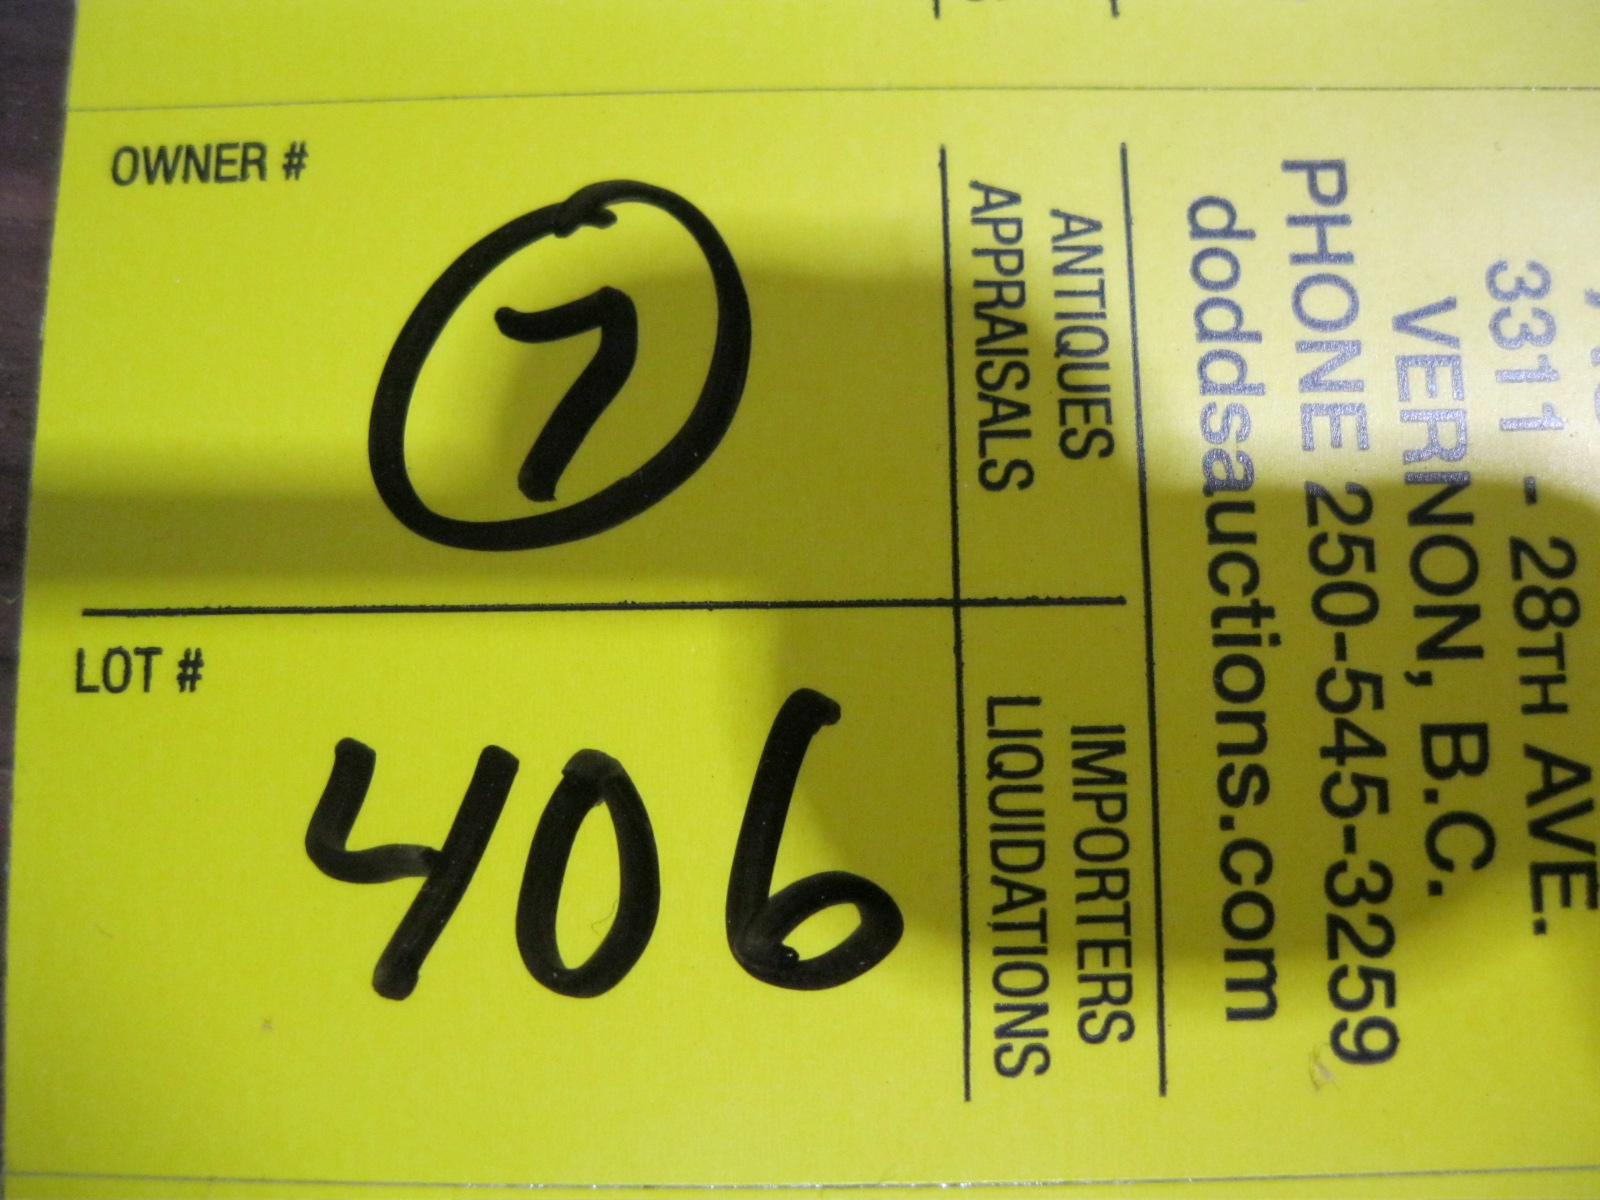 OWNER #
7
LOT #
406
3311 - 28TH AVE.
VERNON, B.C.
PHONE 250-545-3259
doddsauctions.com
ANTIQUES
APPRAISALS
IMPORTERS
LIQUIDATIONS